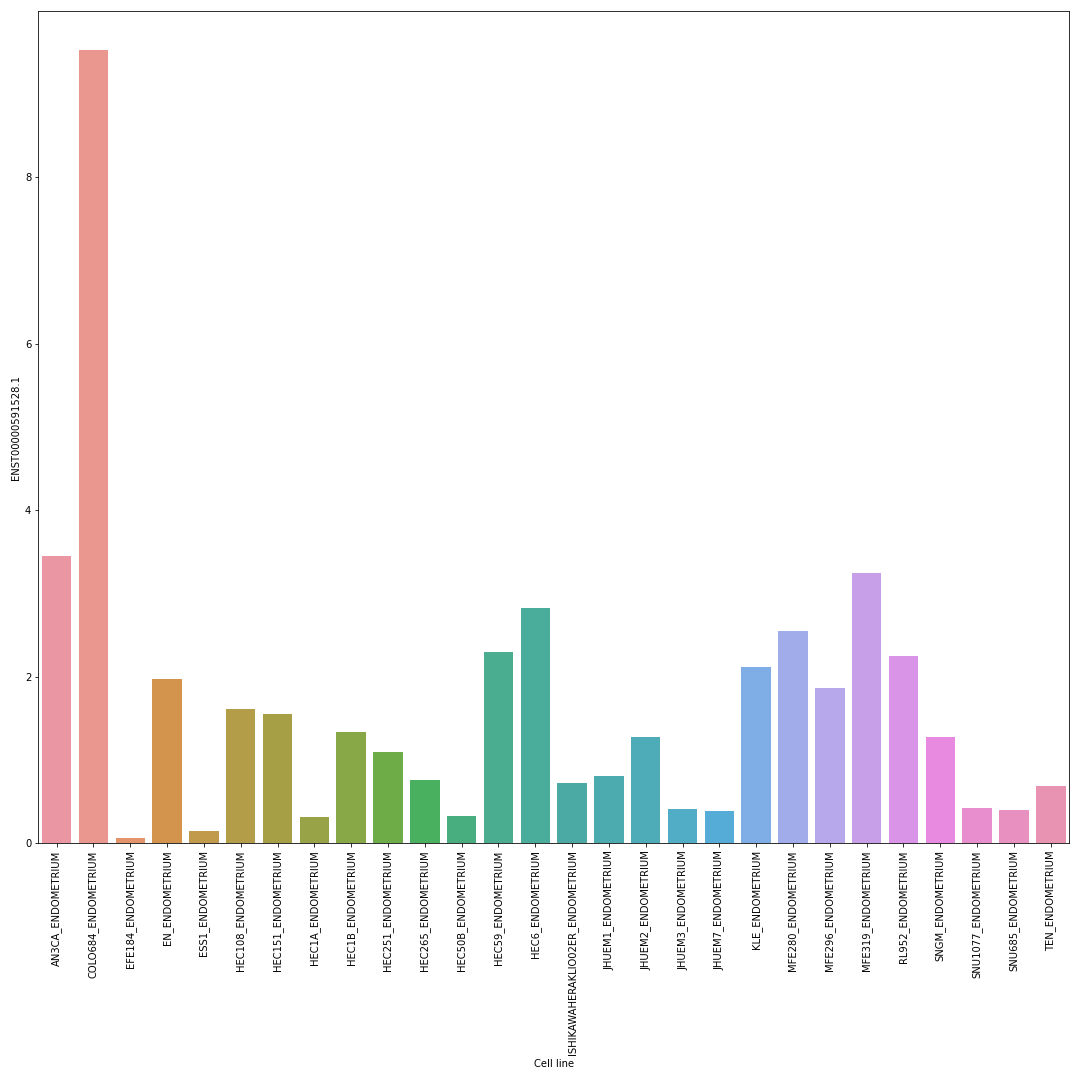 ENST00000591528.1
8
6
4
2
0
AN3CA_ENDOMETRIUM
COLO684_ENDOMETRIUM
EFE184_ENDOMETRIUM
EN_ENDOMETRIUM
ESS1_ENDOMETRIUM
HEC108_ENDOMETRIUM
HEC151_ENDOMETRIUM
HEC1A_ENDOMETRIUM
HEC1B_ENDOMETRIUM
HEC251_ENDOMETRIUM
HEC265_ENDOMETRIUM
HEC50B_ENDOMETRIUM
HEC59_ENDOMETRIUM
HEC6_ENDOMETRIUM
ISHIKAWAHERAKLIO02ER_ENDOMETRIUM
JHUEM1_ENDOMETRIUM
JHUEM2_ENDOMETRIUM
JHUEM3_ENDOMETRIUM
JHUEM7_ENDOMETRIUM
KLE_ENDOMETRIUM
MFE280_ENDOMETRIUM
MFE296_ENDOMETRIUM
MFE319_ENDOMETRIUM
RL952_ENDOMETRIUM
SNGM_ENDOMETRIUM
SNU1077_ENDOMETRIUM
SNU685_ENDOMETRIUM
TEN_ENDOMETRIUM
Cell line